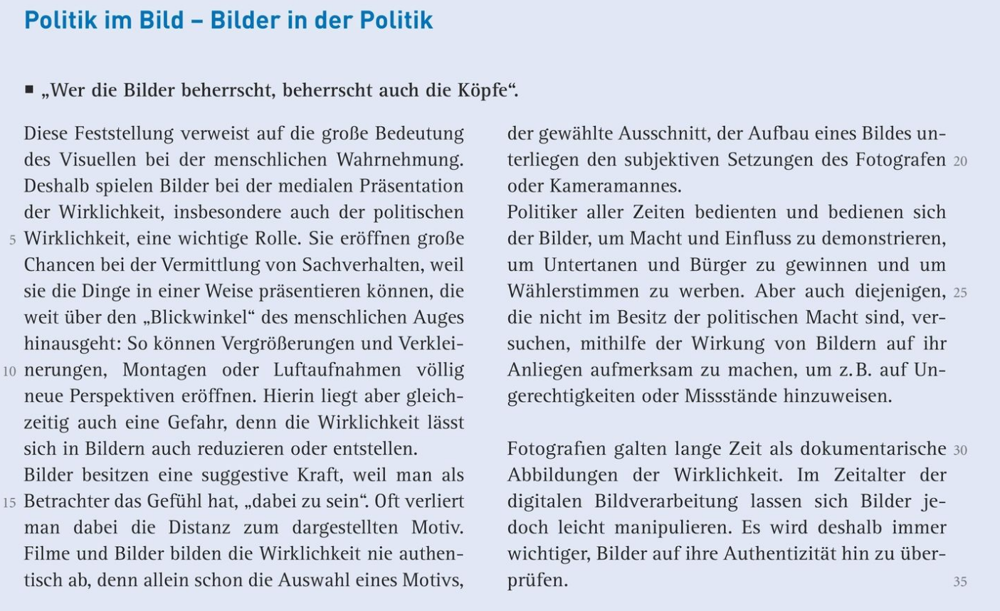 Politik im Bild – Bilder in der Politik
■ „Wer die Bilder beherrscht, beherrscht auch die Köpfe“.
Diese Feststellung verweist auf die große Bedeutung
des Visuellen bei der menschlichen Wahrnehmung.
Deshalb spielen Bilder bei der medialen Präsentation
der Wirklichkeit, insbesondere auch der politischen
5 Wirklichkeit, eine wichtige Rolle. Sie eröffnen große
Chancen bei der Vermittlung von Sachverhalten, weil
sie die Dinge in einer Weise präsentieren können, die
weit über den „Blickwinkel“ des menschlichen Auges
hinausgeht: So können Vergrößerungen und Verklei-
10 nerungen, Montagen oder Luftaufnahmen völlig
neue Perspektiven eröffnen. Hierin liegt aber gleich-
zeitig auch eine Gefahr, denn die Wirklichkeit lässt
sich in Bildern auch reduzieren oder entstellen.
Bilder besitzen eine suggestive Kraft, weil man als
15 Betrachter das Gefühl hat, „dabei zu sein“. Oft verliert
man dabei die Distanz zum dargestellten Motiv.
Filme und Bilder bilden die Wirklichkeit nie authen-
tisch ab, denn allein schon die Auswahl eines Motivs,
der gewählte Ausschnitt, der Aufbau eines Bildes un-
terliegen den subjektiven Setzungen des Fotografen 20
oder Kameramannes.
Politiker aller Zeiten bedienten und bedienen sich
der Bilder, um Macht und Einfluss zu demonstrieren,
um Untertanen und Bürger zu gewinnen und um
Wählerstimmen zu werben. Aber auch diejenigen, 25
die nicht im Besitz der politischen Macht sind, ver-
suchen, mithilfe der Wirkung von Bildern auf ihr
Anliegen aufmerksam zu machen, um z. B. auf Un-
gerechtigkeiten oder Missstände hinzuweisen.
Fotografien galten lange Zeit als dokumentarische 30
Abbildungen der Wirklichkeit. Im Zeitalter der
digitalen Bildverarbeitung lassen sich Bilder je-
doch leicht manipulieren. Es wird deshalb immer
wichtiger, Bilder auf ihre Authentizität hin zu über-
prüfen. 35